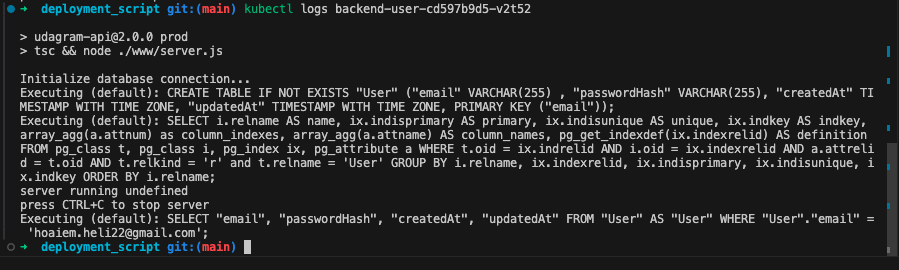 ➜  deployment_script git:(main) kubectl logs backend-user-cd597b9d5-v2t52
> udagram-api@2.0.0 prod
> tsc && node ./www/server.js
Initialize database connection...
Executing (default): CREATE TABLE IF NOT EXISTS "User" ("email" VARCHAR(255) , "passwordHash" VARCHAR(255), "createdAt" TI
MESTAMP WITH TIME ZONE, "updatedAt" TIMESTAMP WITH TIME ZONE, PRIMARY KEY ("email"));
Executing (default): SELECT i.relname AS name, ix.indisprimary AS primary, ix.indisunique AS unique, ix.indkey AS indkey,
array_agg(a.attnum) as column_indexes, array_agg(a.attname) AS column_names, pg_get_indexdef(ix.indexrelid) AS definition
FROM pg_class t, pg_class i, pg_index ix, pg_attribute a WHERE t.oid = ix.indrelid AND i.oid = ix.indexrelid AND a.attreli
d = t.oid AND t.relkind = 'r' and t.relname = 'User' GROUP BY i.relname, ix.indexrelid, ix.indisprimary, ix.indisunique, i
x.indkey ORDER BY i.relname;
server running undefined
press CTRL+C to stop server
Executing (default): SELECT "email", "passwordHash", "createdAt", "updatedAt" FROM "User" AS "User" WHERE "User"."email" =
'hoaiem.heli22@gmail.com';
➜  deployment_script git:(main)